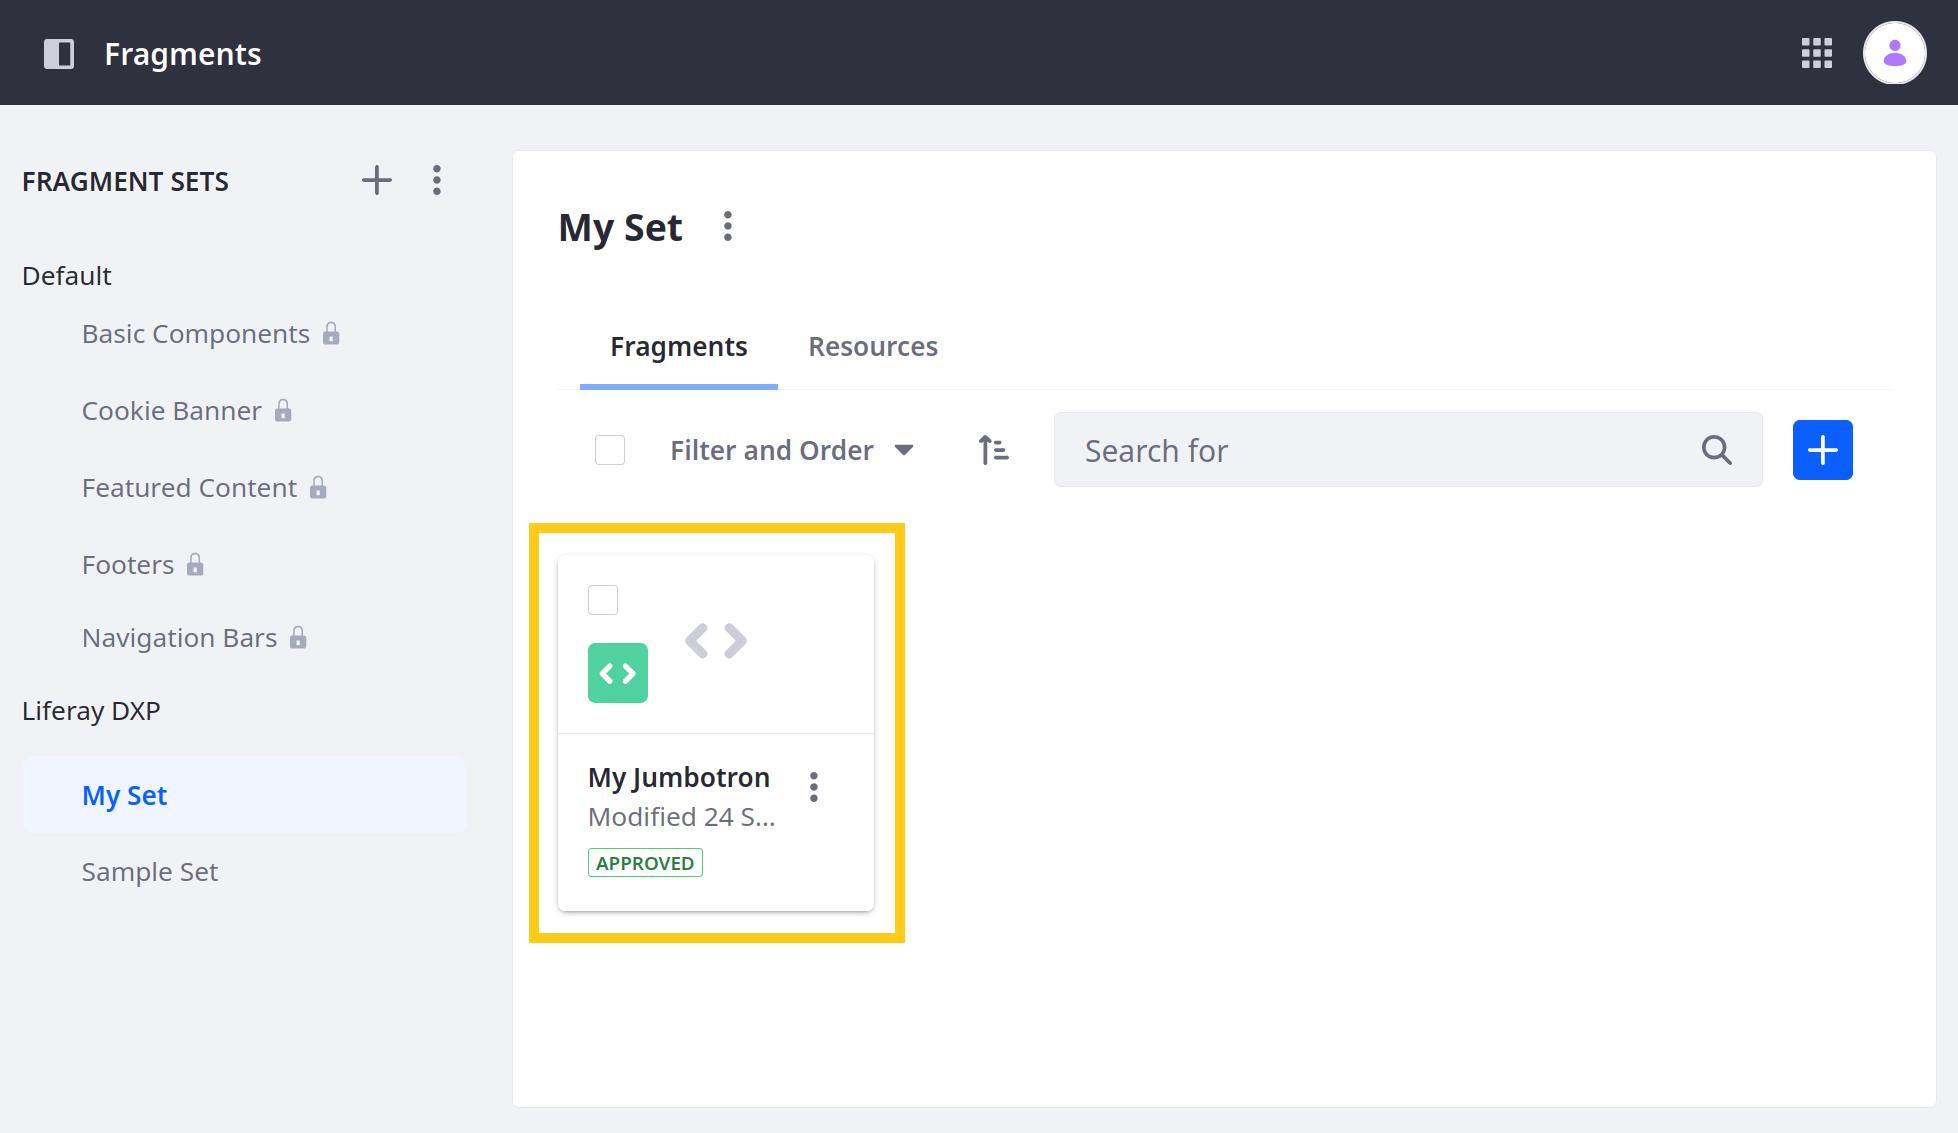 Fragments
FRAGMENT SETS
Default
Basic Components
Cookie Banner
Featured Content
Footers
Navigation Bars
Liferay DXP
My Set
Sample Set
My Set
Fragments
Resources
Filter and Order
Search for
My Jumbotron
Modified 24 S...
APPROVED